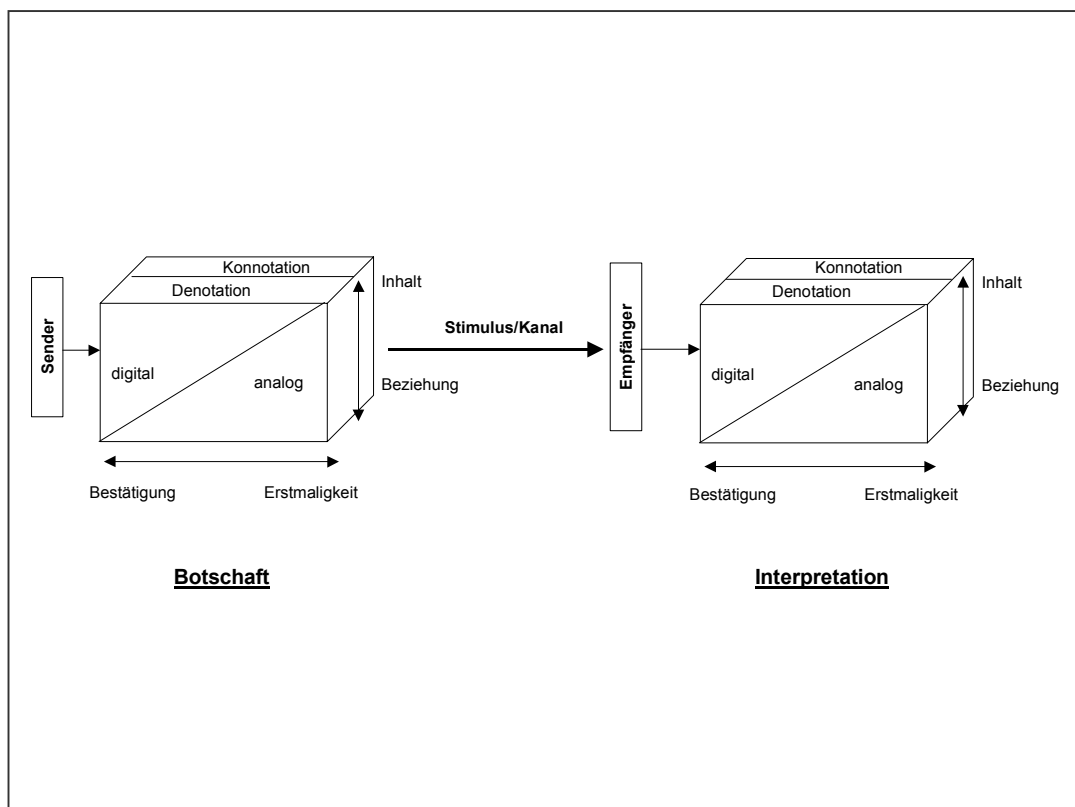 Sender
Konnotation
Denotation
digital
analog
Inhalt
Beziehung
Bestätigung Erstmaligkeit
Botschaft
Stimulus/Kanal
Empfänger
Konnotation
Denotation
digital
analog
Inhalt
Beziehung
Bestätigung Erstmaligkeit
Interpretation